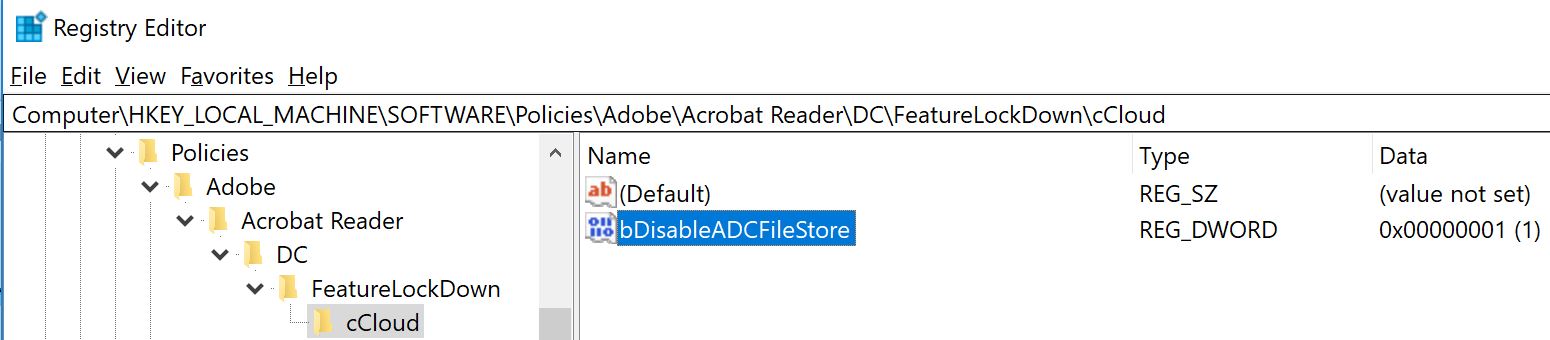 Registry Editor
File Edit View Favorites Help
Computer\HKEY_LOCAL_MACHINE\SOFTWARE\Policies\Adobe\Acrobat Reader\DC\FeatureLockDown\cCloud
Policies
Adobe
Acrobat Reader
DC
FeatureLockDown
cCloud
Name Type Data
ab (Default) REG_SZ (value not set)
bDisableADCFileStore REG_DWORD 0x00000001 (1)